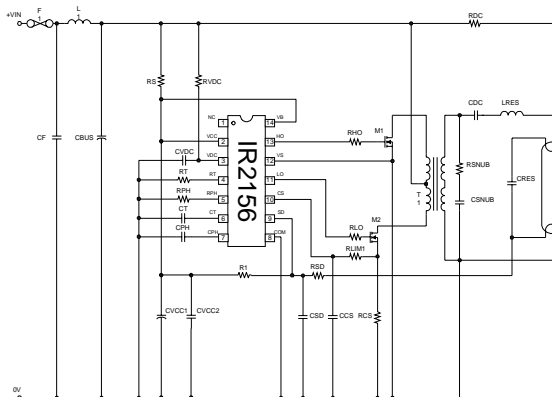 +VIN
F
1
L
1
RDC
RS
RVDC
CF
CBUS
NC
1
VCC
2
VDC
3
RT
4
RPH
5
CT
6
CPH
7
IR2156
14
VB
13
HO
12
VS
11
LO
10
CS
9
SD
8
COM
CVDC
RT
RPH
CT
CPH
RHO
M1
RLO
M2
RLIM1
T
1
CDC
LRES
RSNUB
CSNUB
CRES
R1
RSD
CVCC1
CVCC2
CSD
CCS
RCS
0V